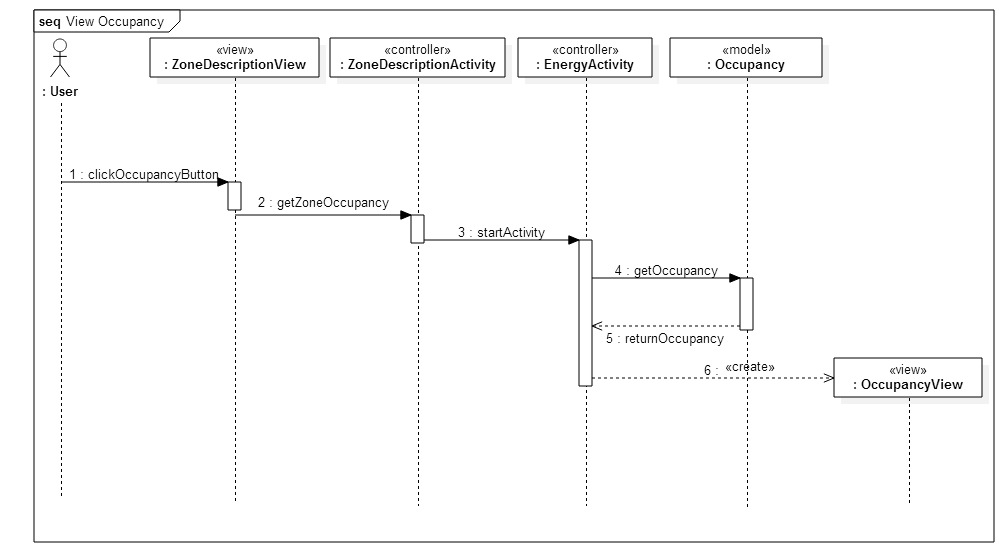 seq View Occupancy
: User
«view»
: ZoneDescriptionView
«controller»
: ZoneDescriptionActivity
«controller»
: EnergyActivity
«model»
: Occupancy
1 : clickOccupancyButton
2 : getZoneOccupancy
3 : startActivity
4 : getOccupancy
5 : returnOccupancy
6 : «create»
«view»
: OccupancyView